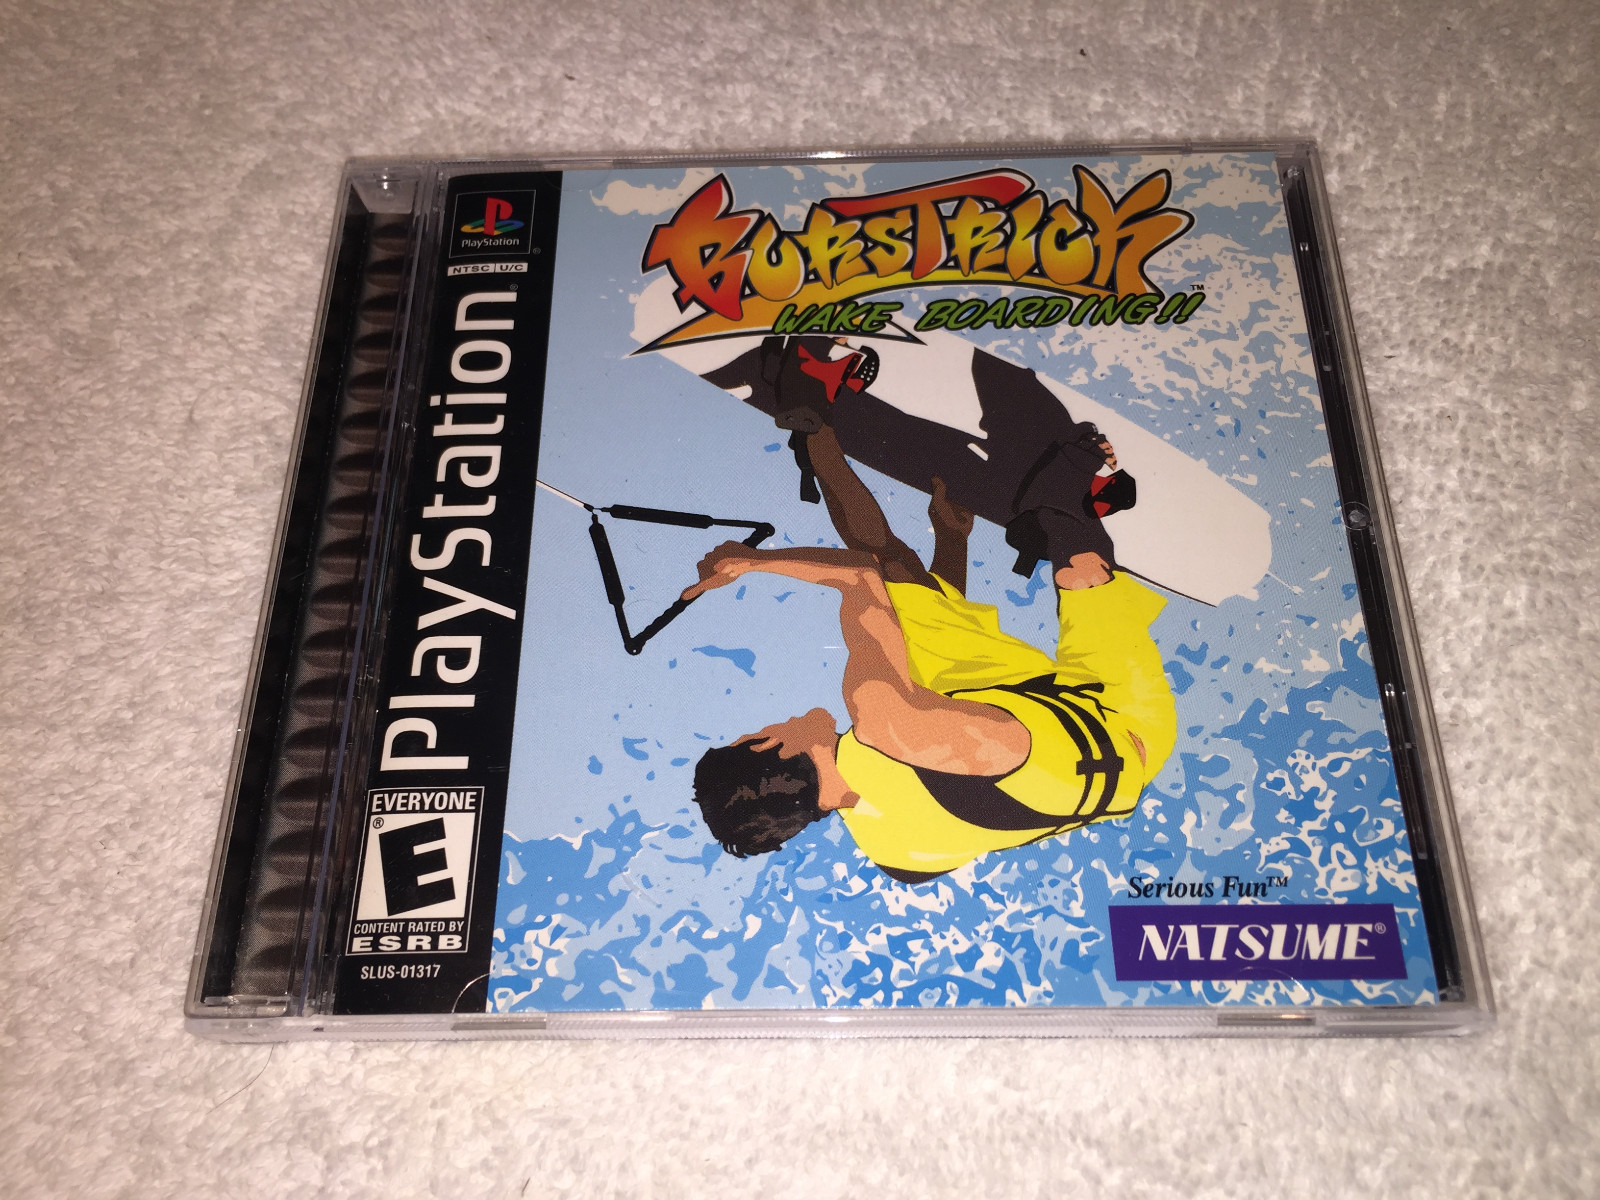 PlayStation
®
NTSC U/C
PlayStation®
EVERYONE
®
E
CONTENT RATED BY
ESRB
SLUS-01317
BURSTRICK
WAKE BOARDING!!™
Serious Fun™
NATSUME®